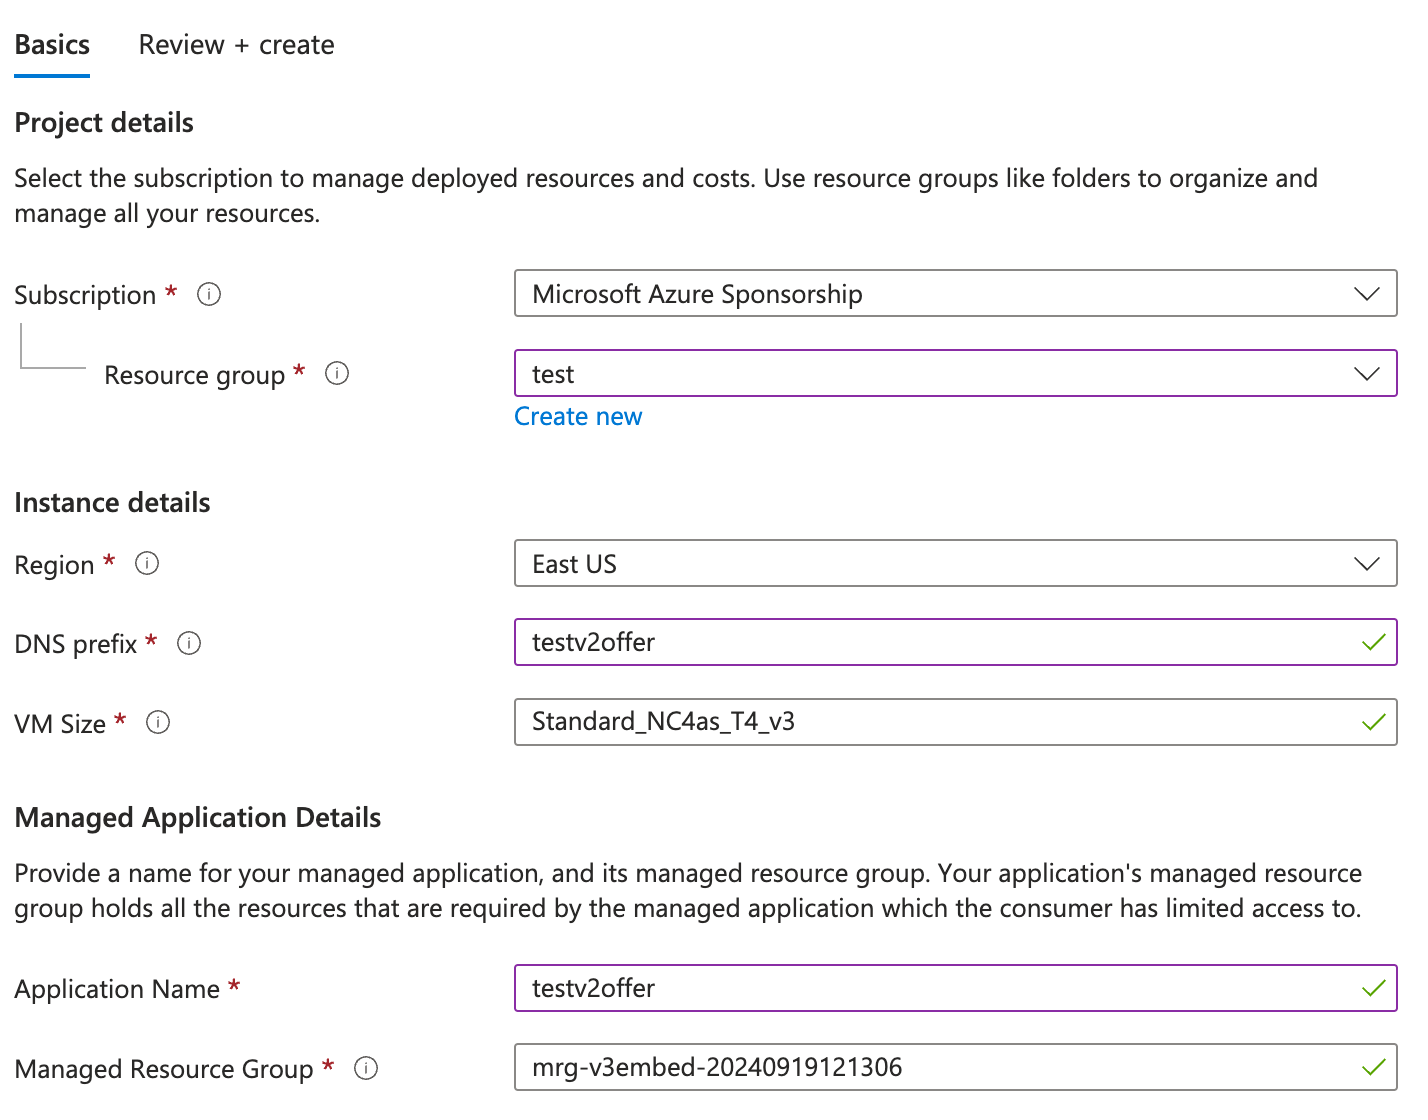 Basics Review + create
Project details
Select the subscription to manage deployed resources and costs. Use resource groups like folders to organize and
manage all your resources.
Subscription * Microsoft Azure Sponsorship
Resource group * test
Create new
Instance details
Region * East US
DNS prefix * testv2offer
VM Size * Standard_NC4as_T4_v3
Managed Application Details
Provide a name for your managed application, and its managed resource group. Your application's managed resource
group holds all the resources that are required by the managed application which the consumer has limited access to.
Application Name * testv2offer
Managed Resource Group * mrg-v3embed-20240919121306